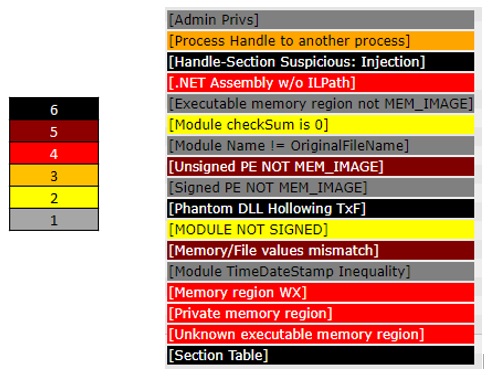 6
5
4
3
2
1
[Admin Privs]
[Process Handle to another process]
[Handle-Section Suspicious: Injection]
[.NET Assembly w/o ILPath]
[Executable memory region not MEM_IMAGE]
[Module checkSum is 0]
[Module Name != OriginalFileName]
[Unsigned PE NOT MEM_IMAGE]
[Signed PE NOT MEM_IMAGE]
[Phantom DLL Hollowing TxF]
[MODULE NOT SIGNED]
[Memory/File values mismatch]
[Module TimeDateStamp Inequality]
[Memory region WX]
[Private memory region]
[Unknown executable memory region]
[Section Table]